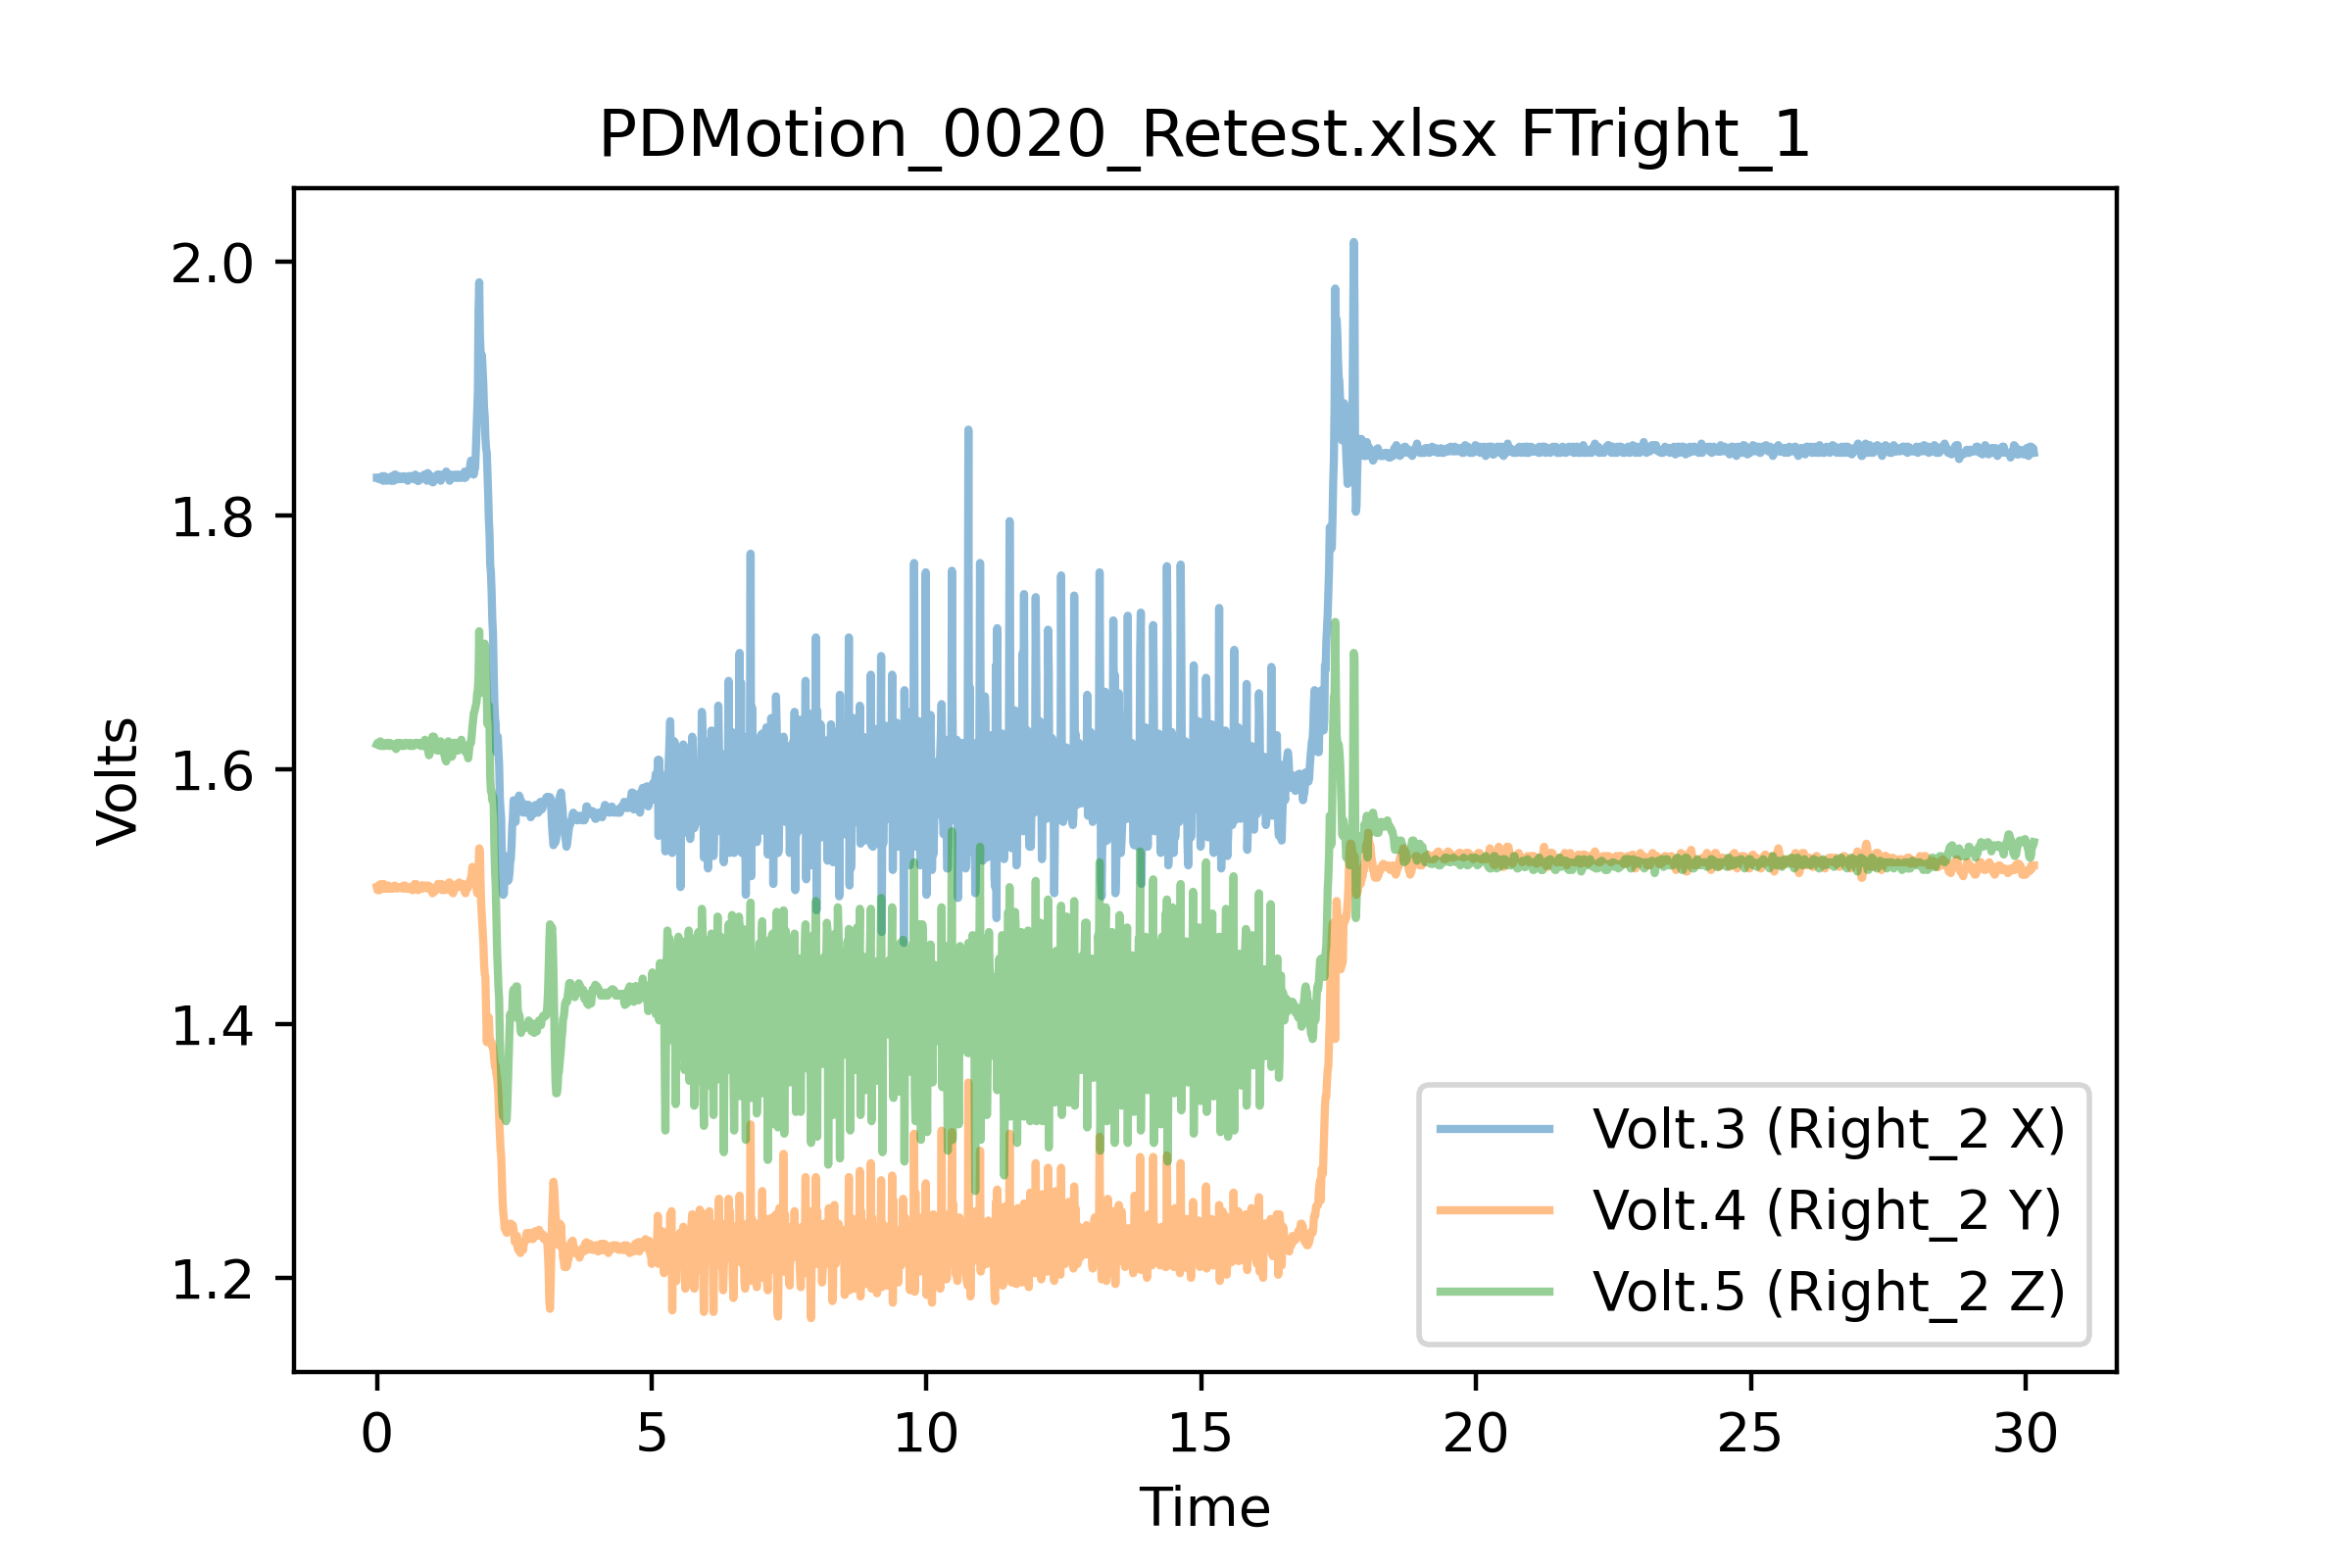 PDMotion_0020_Retest.xlsx FTright_1
2.0
1.8
1.6
1.4
1.2
Volts
0 5 10 15 20 25 30
Time
Volt.3 (Right_2 X)
Volt.4 (Right_2 Y)
Volt.5 (Right_2 Z)